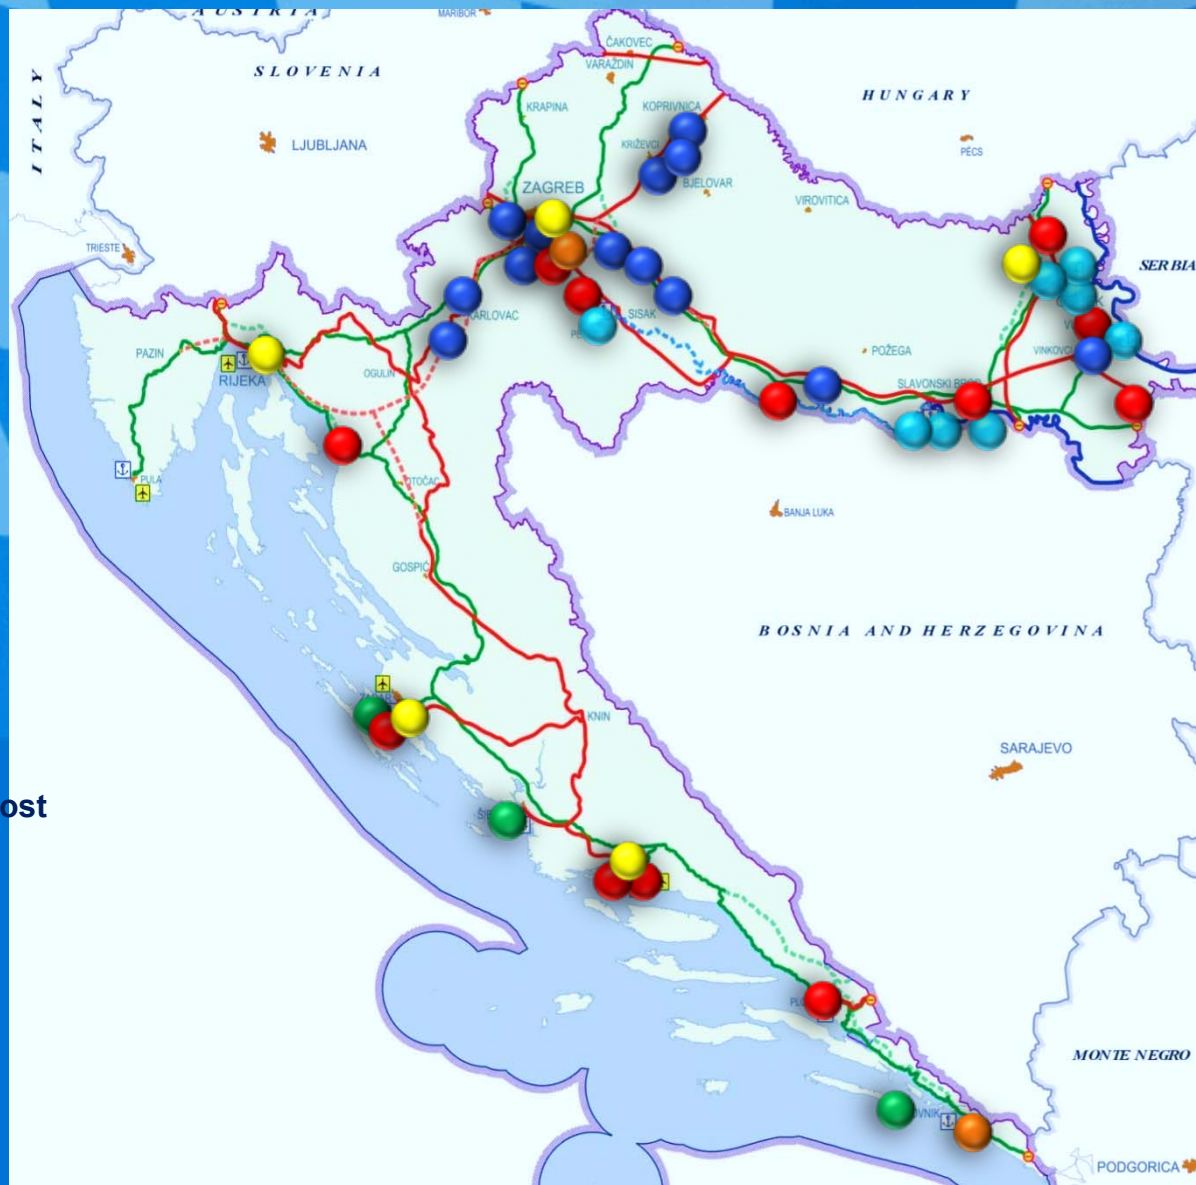 AUSTRIA
MARIBOR
ITALY
SLOVENIA
ČAKOVEC
VARAŽDIN
HUNGARY
KRAPINA
KOPRIVNICA
LJUBLJANA
KRIŽEVCI
PÉCS
ZAGREB
BJELOVAR
VIROVITICA
TRIESTE
SERBIA
KARLOVAC
SISAK
PAZIN
POŽEGA
VINKOVCI
OGULIN
RIJEKA
SLAVONSKI BROD
PULA
OTOČAC
BANJA LUKA
GOSPIĆ
BOSNIA AND HERZEGOVINA
KNIN
SARAJEVO
ost
MONTE NEGRO
PODGORICA